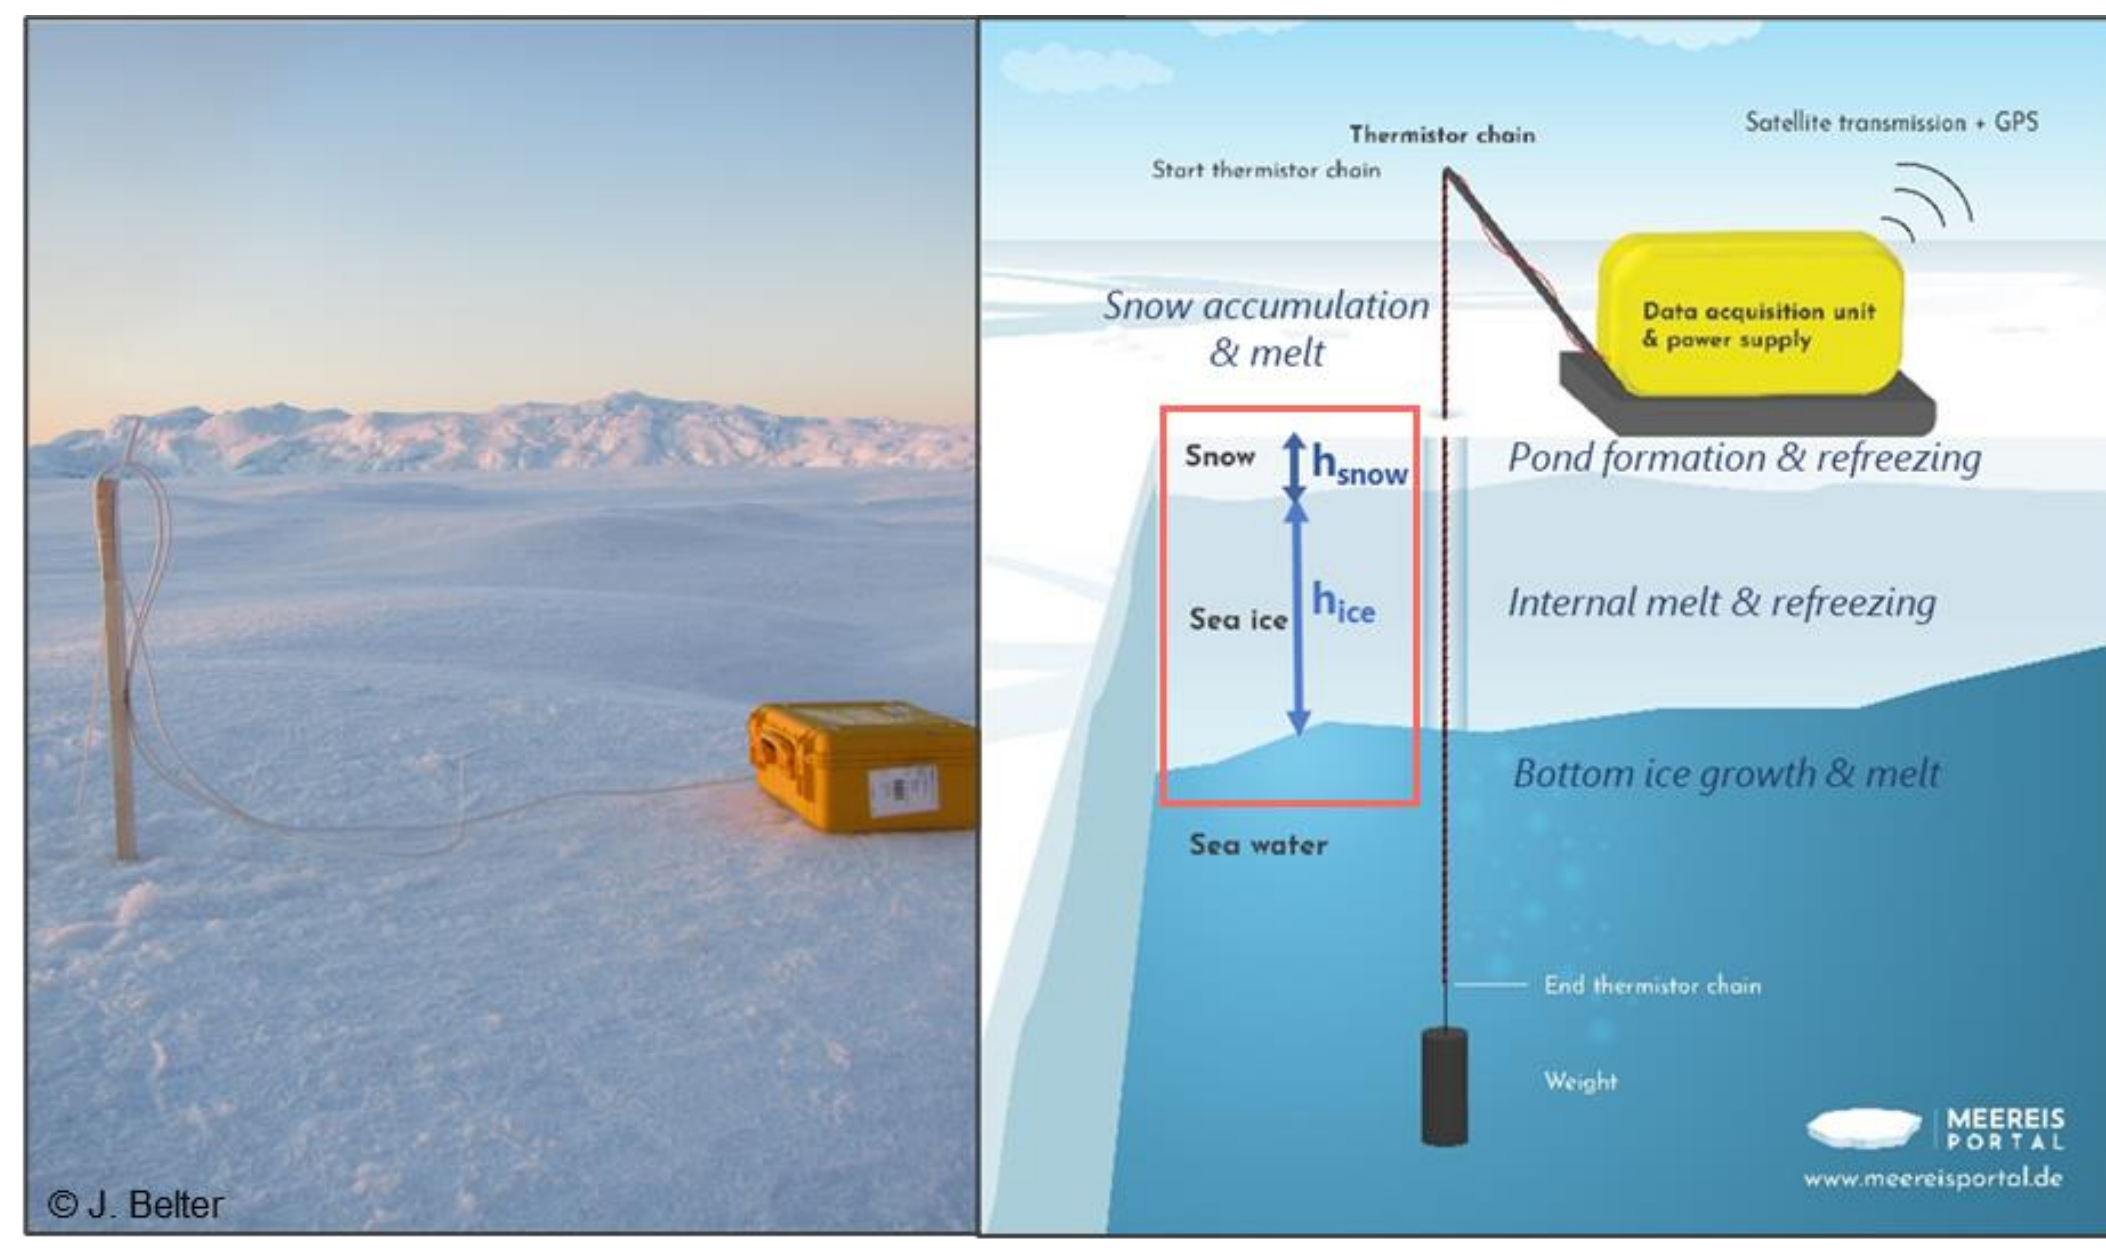 © J. Belter
Thermistor chain
Satellite transmission + GPS
Start thermistor chain
Snow accumulation
& melt
Data acquisition unit
& power supply
Snow
hsnow
Pond formation & refreezing
Sea ice
hice
Internal melt & refreezing
Bottom ice growth & melt
Sea water
End thermistor chain
Weight
MEEREIS
PORTAL
www.meereisportal.de